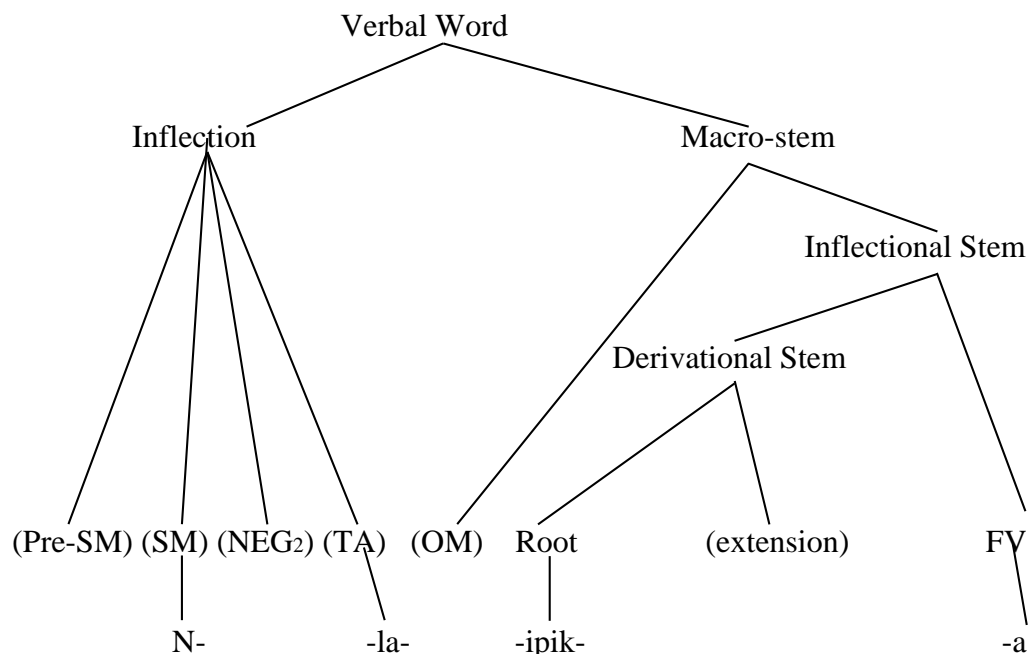 Verbal Word
Inflection Macro-stem
Inflectional Stem
Derivational Stem
(Pre-SM) (SM) (NEG2) (TA) (OM) Root (extension) FV
N- -la- -ipik- -a